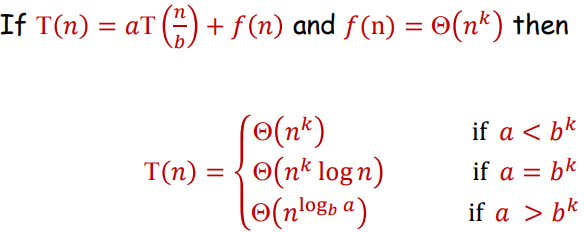 If T(n) = aT(n/b) + f(n) and f(n) = Θ(n^k) then
T(n) = { Θ(n^k) if a < b^k
Θ(n^k log n) if a = b^k
Θ(n^(log_b a)) if a > b^k